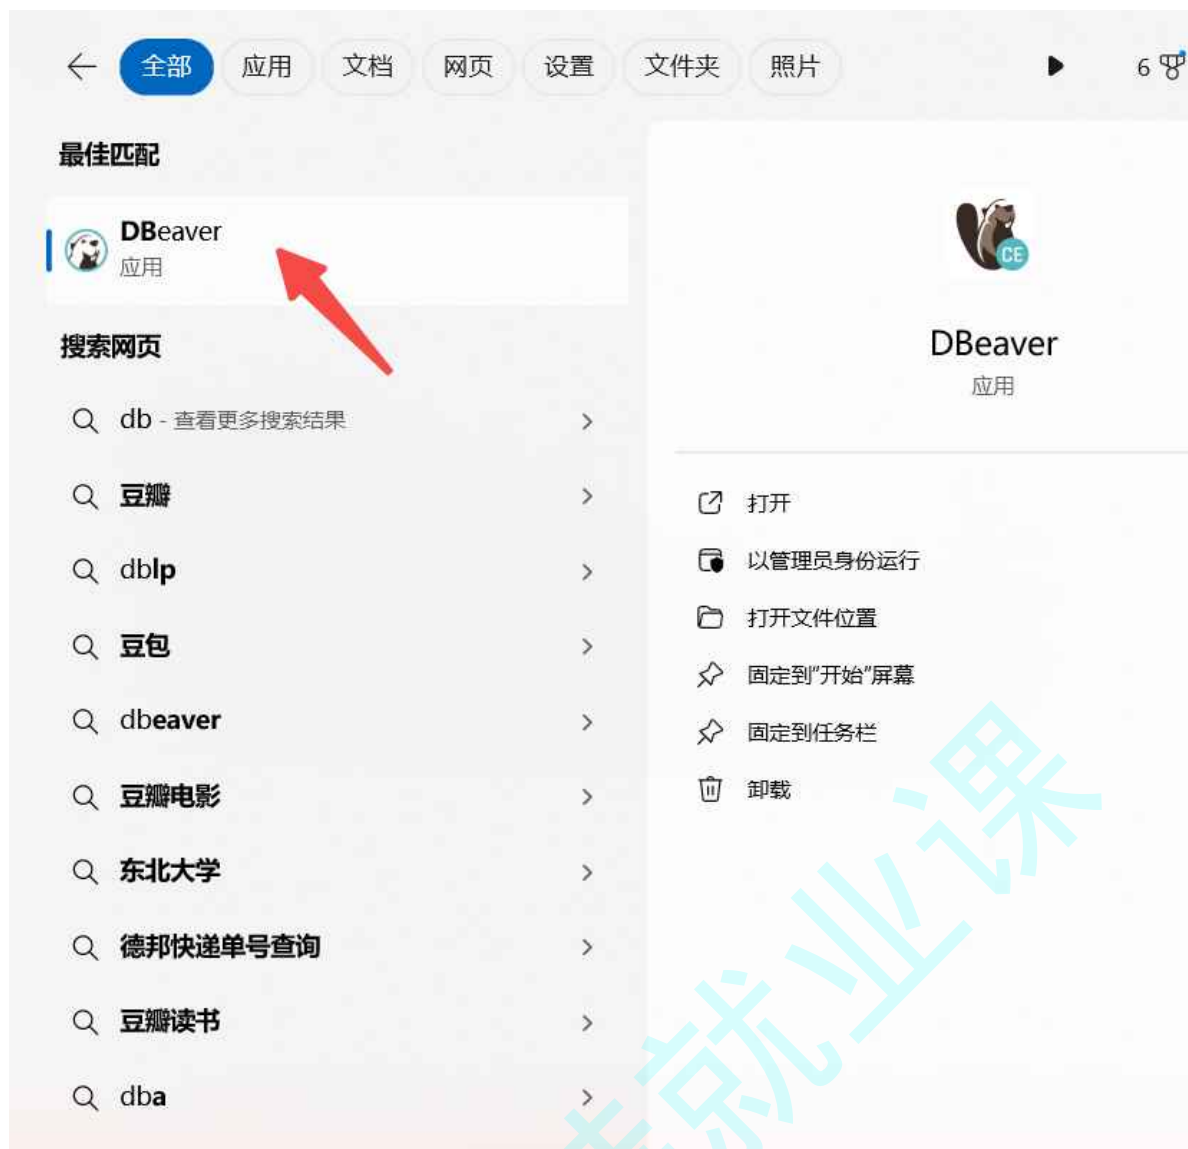 全部 应用 文档 网页 设置 文件夹 照片 6
最佳匹配
DBeaver
应用
搜索网页
db - 查看更多搜索结果
豆瓣
dblp
豆包
dbeaver
豆瓣电影
东北大学
德邦快递单号查询
豆瓣读书
dba
CE
DBeaver
应用
打开
以管理员身份运行
打开文件位置
固定到"开始"屏幕
固定到任务栏
卸载
就业课